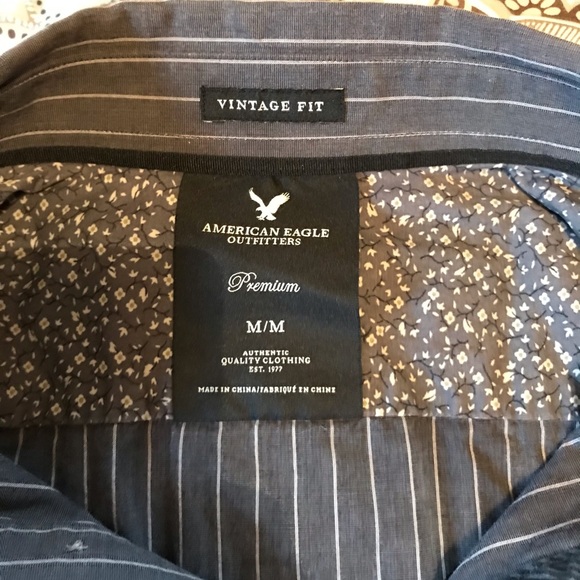 VINTAGE FIT
AMERICAN EAGLE
OUTFITTERS
Premium
M/M
AUTHENTIC
QUALITY CLOTHING
EST. 1977
MADE IN CHINA/FABRIQUÉ EN CHINE